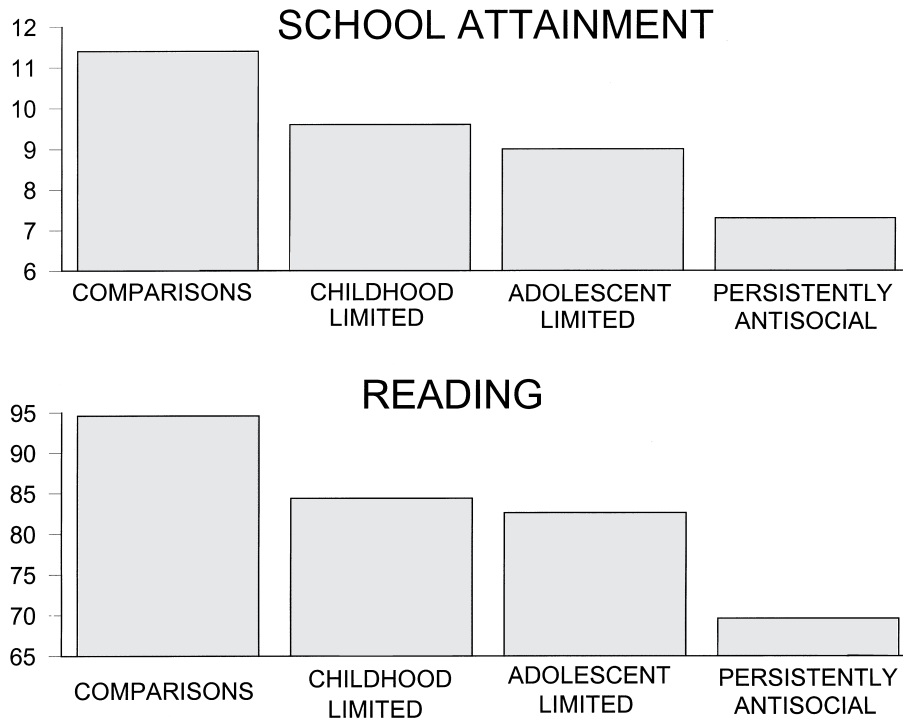 SCHOOL ATTAINMENT
12
11
10
9
8
7
6
COMPARISONS
CHILDHOOD
LIMITED
ADOLESCENT
LIMITED
PERSISTENTLY
ANTISOCIAL
READING
95
90
85
80
75
70
65
COMPARISONS
CHILDHOOD
LIMITED
ADOLESCENT
LIMITED
PERSISTENTLY
ANTISOCIAL